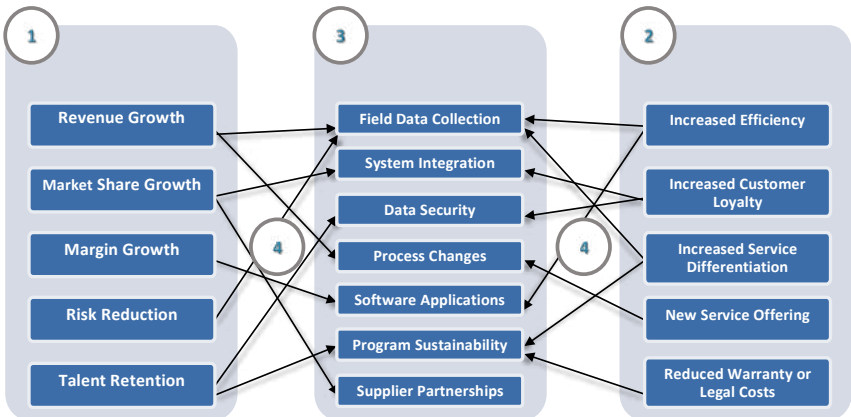 1
3
2
Revenue Growth
Market Share Growth
Margin Growth
Risk Reduction
Talent Retention
Field Data Collection
System Integration
Data Security
Process Changes
Software Applications
Program Sustainability
Supplier Partnerships
4
4
Increased Efficiency
Increased Customer
Loyalty
Increased Service
Differentiation
New Service Offering
Reduced Warranty or
Legal Costs